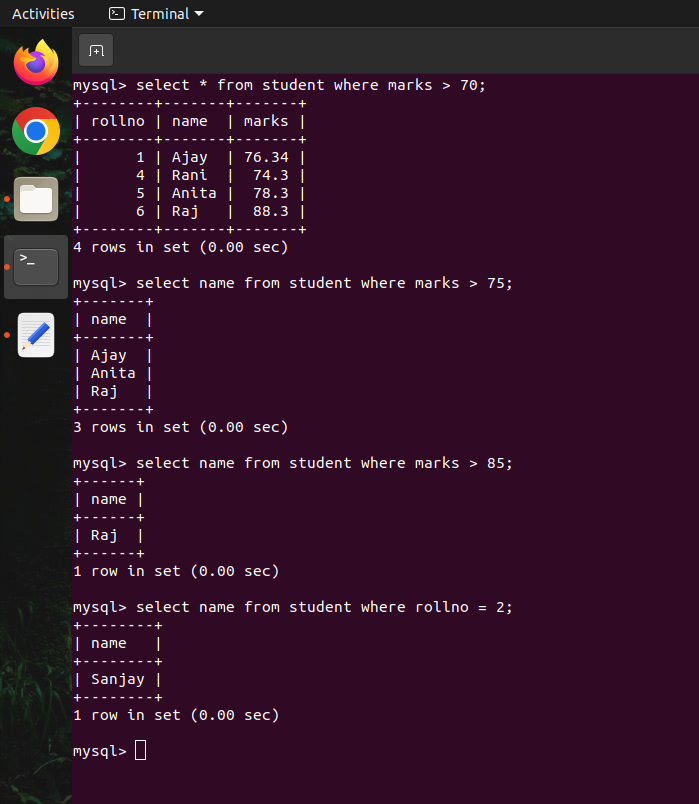 Activities Terminal
mysql> select * from student where marks > 70;
+--------+-------+-------+
| rollno | name  | marks |
+--------+-------+-------+
|      1 | Ajay  | 76.34 |
|      4 | Rani  |  74.3 |
|      5 | Anita |  78.3 |
|      6 | Raj   |  88.3 |
+--------+-------+-------+
4 rows in set (0.00 sec)
mysql> select name from student where marks > 75;
+-------+
| name  |
+-------+
| Ajay  |
| Anita |
| Raj   |
+-------+
3 rows in set (0.00 sec)
mysql> select name from student where marks > 85;
+------+
| name |
+------+
| Raj  |
+------+
1 row in set (0.00 sec)
mysql> select name from student where rollno = 2;
+--------+
| name   |
+--------+
| Sanjay |
+--------+
1 row in set (0.00 sec)
mysql>